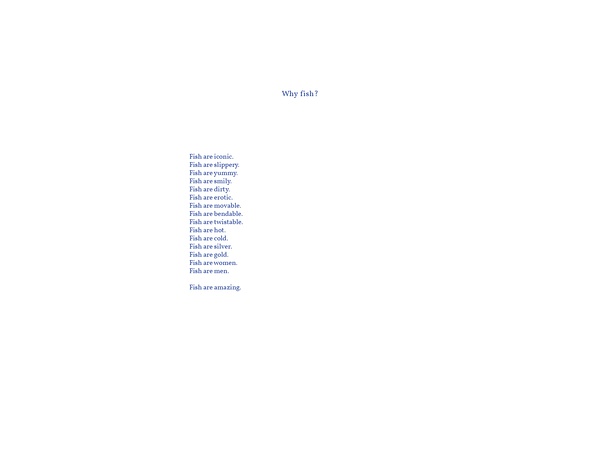 Why fish?
Fish are iconic.
Fish are slippery.
Fish are yummy.
Fish are smily.
Fish are dirty.
Fish are erotic.
Fish are movable.
Fish are bendable.
Fish are twistable.
Fish are hot.
Fish are cold.
Fish are silver.
Fish are gold.
Fish are women.
Fish are men.
Fish are amazing.